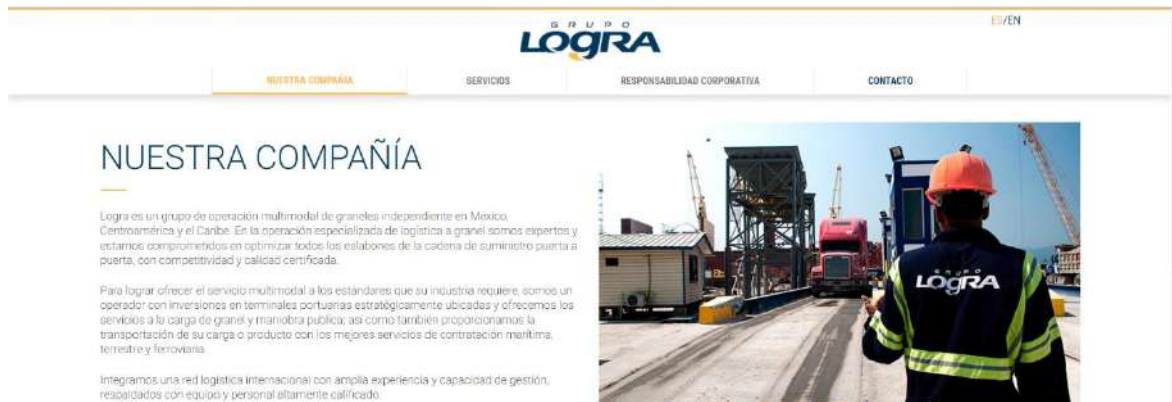 GRUPO
LOGRA
ES/EN
NUESTRA COMPAÑIA
SERVICIOS
RESPONSABILIDAD CORPORATIVA
CONTACTO
NUESTRA COMPAÑÍA
Logra es un grupo de operación multimodal de graneles independiente en Mexico,
Centroamérica y el Caribe. En la operación especializada de logística a granel somos expertos y
estamos comprometidos en optimizar todos los eslabones de la cadena de suministro puerta a
puerta, con competitividad y calidad certificada.
Para lograr ofrecer el servicio multimodal a los estándares que su industria requiere, somos un
operador con inversiones en terminales portuarias estratégicamente ubicadas y ofrecemos los
servicios a la carga de granel y maniobra publica; así como también proporcionamos la
transportación de su carga o producto con los mejores servicios de contratación marítima,
terrestre y ferroviaria.
Integramos una red logística internacional con amplia experiencia y capacidad de gestión,
respaldados con equipo y personal altamente calificado.
GRUPO
LOGRA